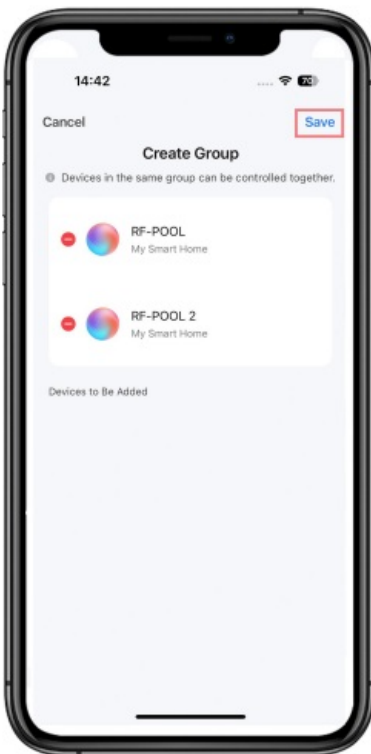 14:42
70
Cancel
Save
Create Group
Devices in the same group can be controlled together.
RF-POOL
My Smart Home
RF-POOL 2
My Smart Home
Devices to Be Added